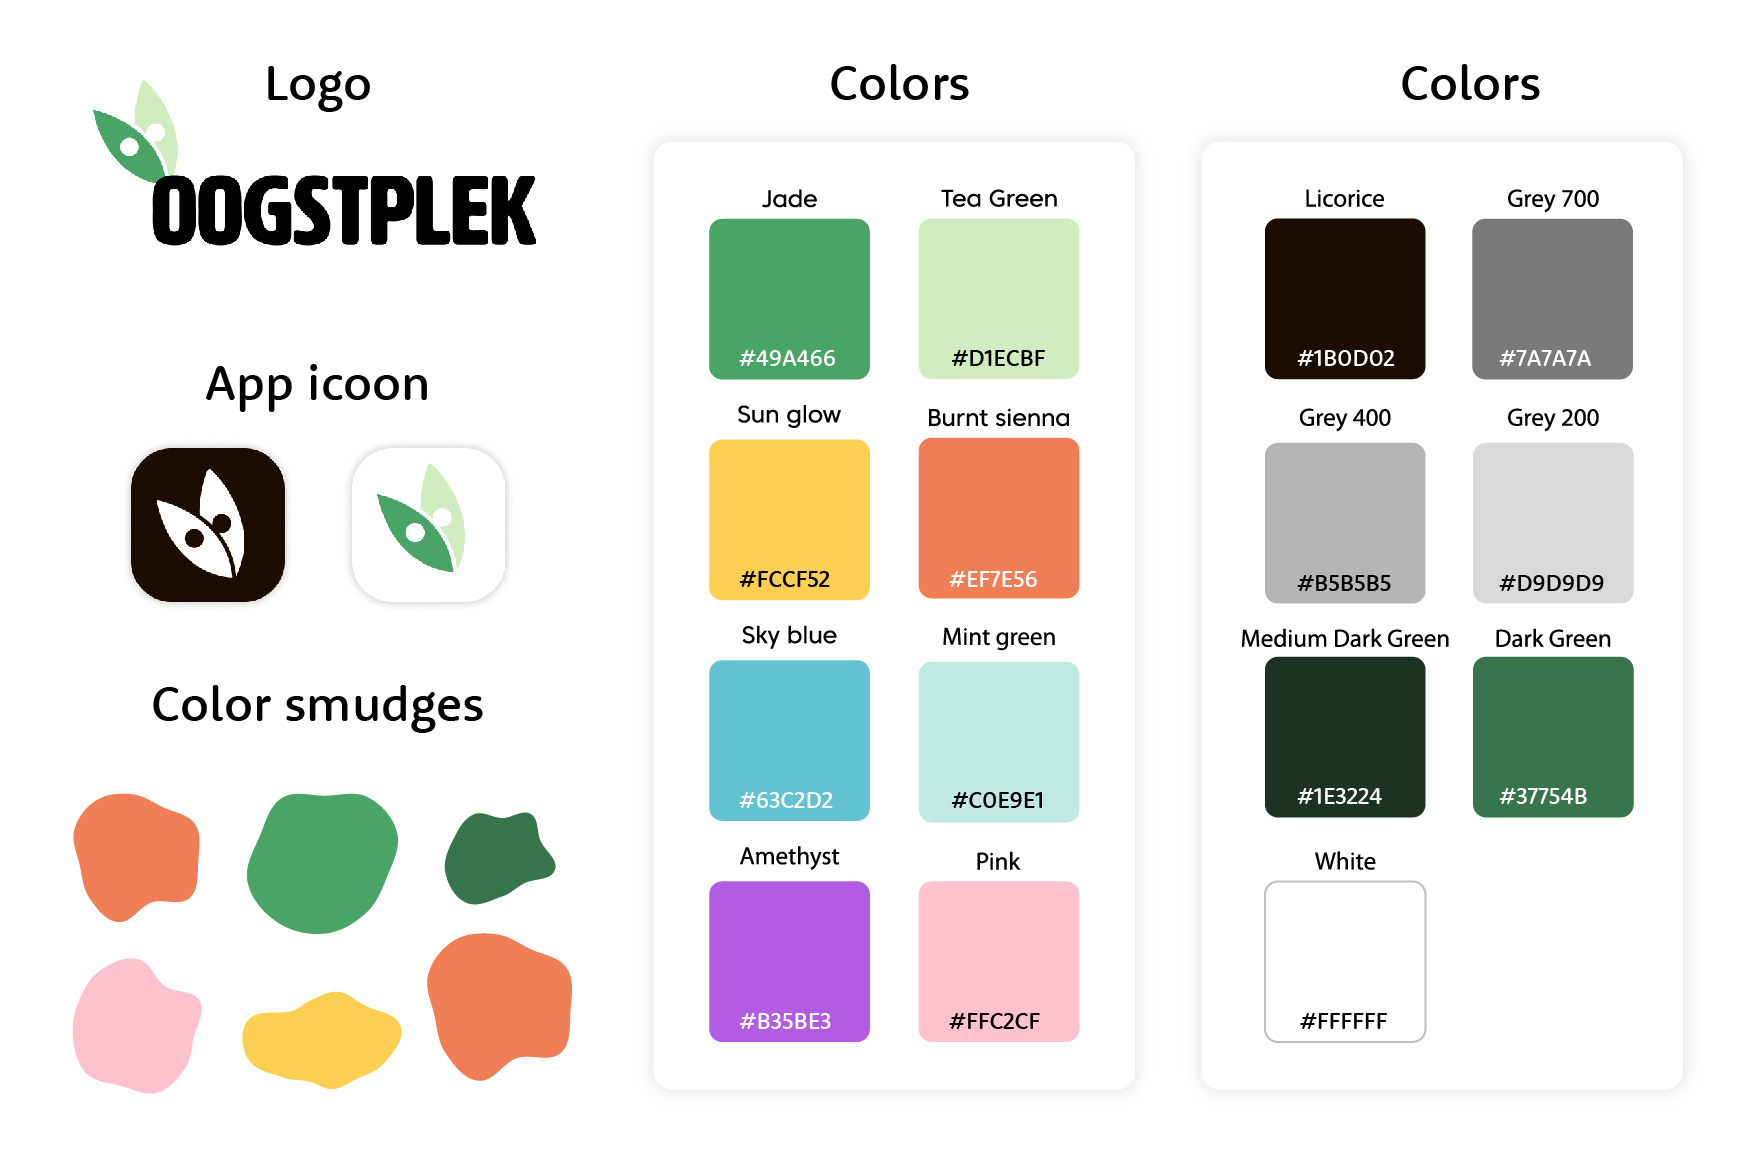 Logo
OOGSTPLEK
App icoon
Color smudges
Colors
Jade
Tea Green
#49A466
#D1ECBF
Sun glow
Burnt sienna
#FCCF52
#EF7E56
Sky blue
Mint green
#63C2D2
#C0E9E1
Amethyst
Pink
#B35BE3
#FFC2CF
Colors
Licorice
Grey 700
#1B0D02
#7A7A7A
Grey 400
Grey 200
#B5B5B5
#D9D9D9
Medium Dark Green
Dark Green
#1E3224
#37754B
White
#FFFFFF